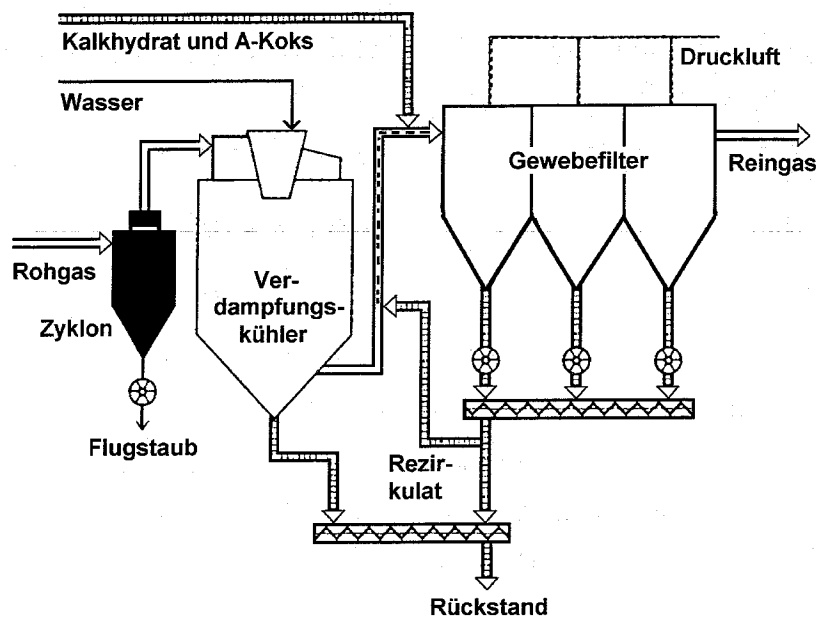 Kalkhydrat und A-Koks
Druckluft
Wasser
Gewebefilter
Reingas
Rohgas
Ver-
dampfungs-
kühler
Zyklon
Flugstaub
Rezir-
kulat
Rückstand